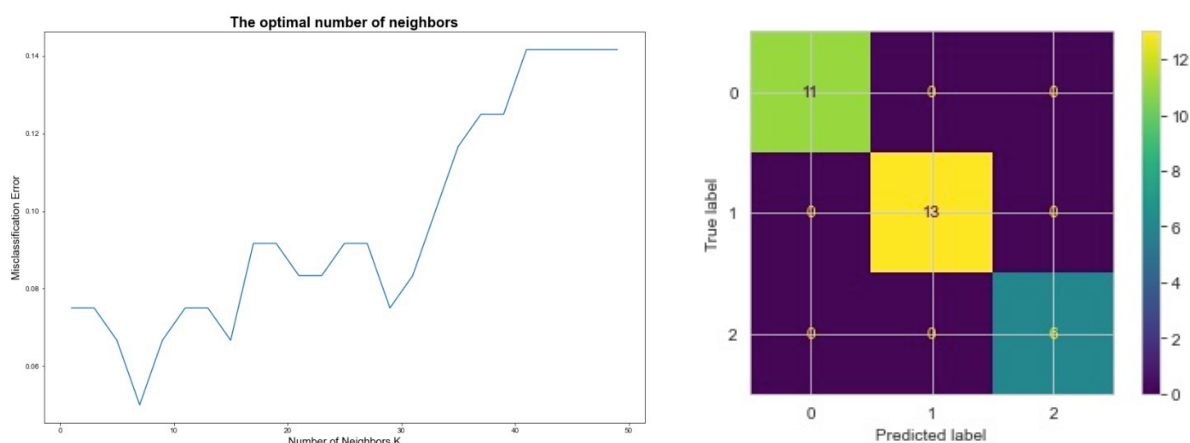 The optimal number of neighbors
0.14
0.12
0.10
0.08
0.06
Misclassification Error
0 10 20 30 40 50
Number of Neighbors K
True label
0
1
2
11 0 0
0 13 0
0 0 6
0 1 2
Predicted label
12
10
8
6
4
2
0